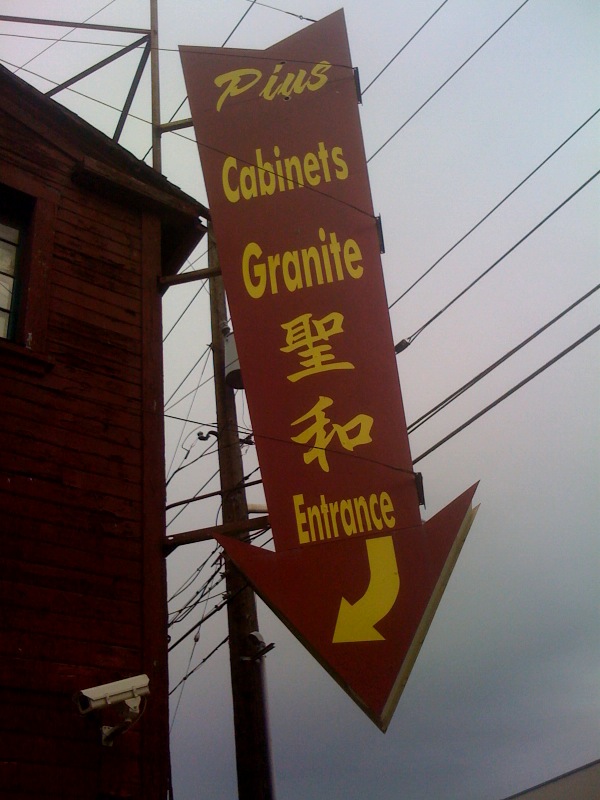 Pius
Cabinets
Granite
聖
和
Entrance